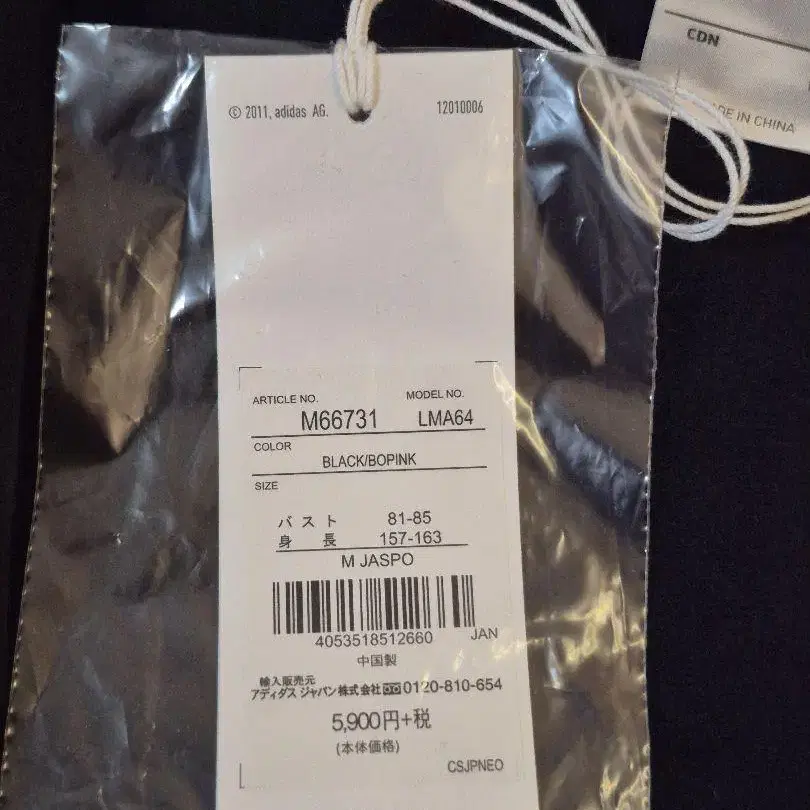 CDN
MADE IN CHINA
© 2011, adidas AG. 12010006
ARTICLE NO. MODEL NO.
M66731 LMA64
COLOR
BLACK/BOPINK
SIZE
バスト 81-85
身長 157-163
M JASPO
4053518512660 JAN
中国製
輸入販売元
アディダス ジャパン株式会社 0120-810-654
5,900円+税
(本体価格)
CSJPNEO